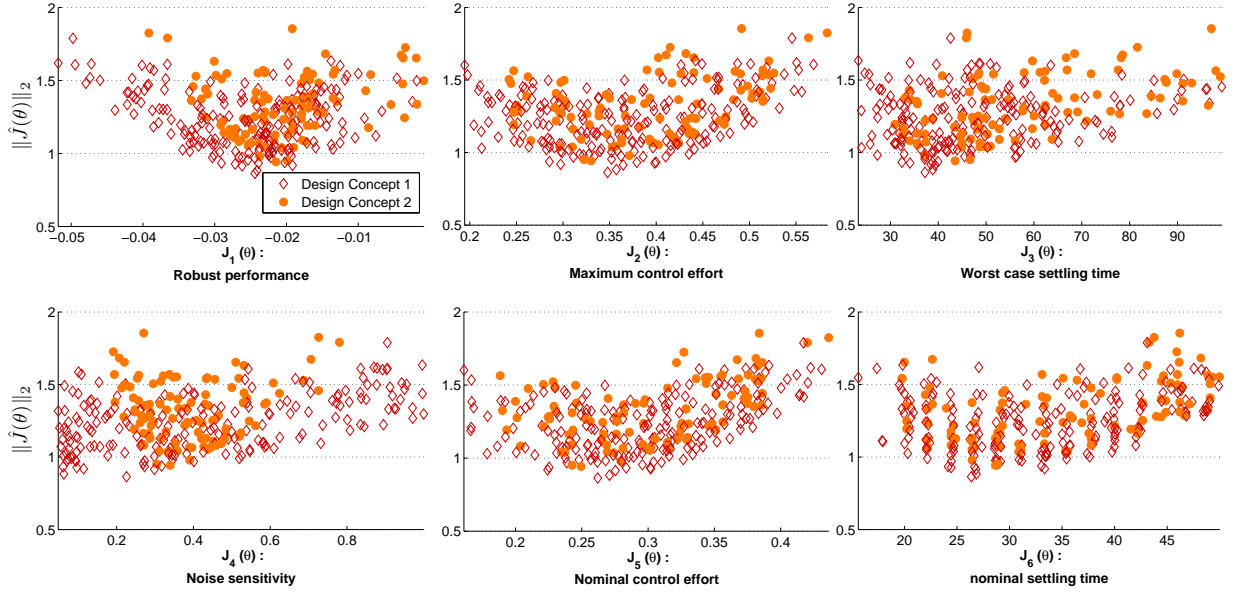 2
1.5
1
0.5
‖Ĵ(θ)‖₂
−0.05 −0.04 −0.03 −0.02 −0.01
J₁(θ) :
Robust performance
Design Concept 1
Design Concept 2
2
1.5
1
0.5
0.2 0.25 0.3 0.35 0.4 0.45 0.5 0.55
J₂(θ) :
Maximum control effort
2
1.5
1
0.5
30 40 50 60 70 80 90
J₃(θ) :
Worst case settling time
2
1.5
1
0.5
‖Ĵ(θ)‖₂
0.2 0.4 0.6 0.8
J₄(θ) :
Noise sensitivity
2
1.5
1
0.5
0.2 0.25 0.3 0.35 0.4
J₅(θ) :
Nominal control effort
2
1.5
1
0.5
20 25 30 35 40 45
J₆(θ) :
nominal settling time